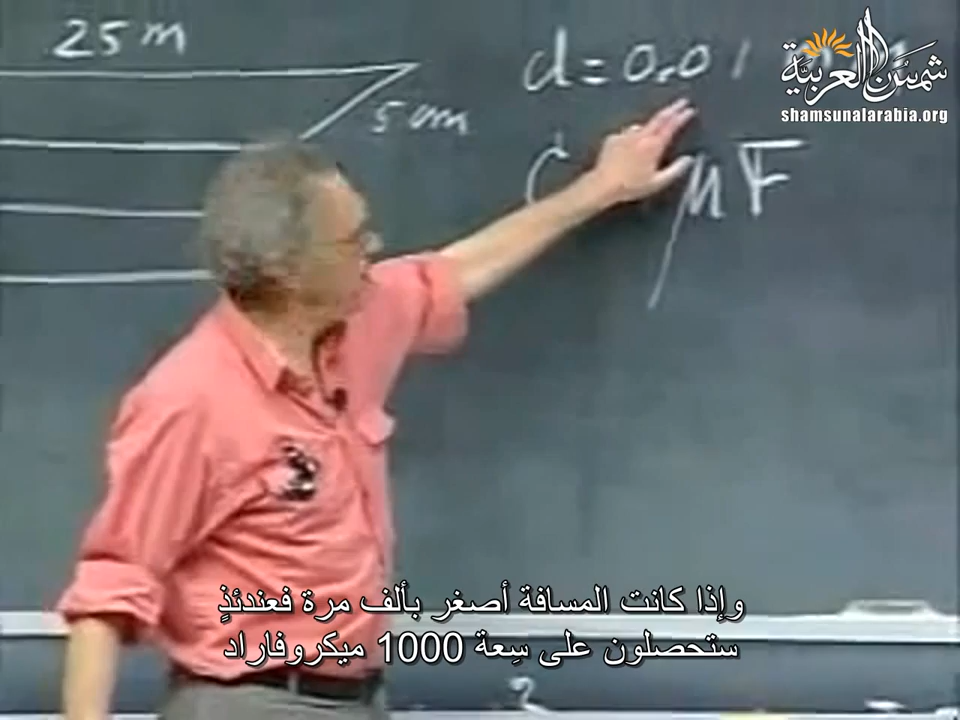 25 m
5 cm
d = 0.01
C μF
شمس العربية
shamsunalarabia.org
وإذا كانت المسافة أصغر بألف مرة فعندئذٍ
ستحصلون على سِعة 1000 ميكروفاراد